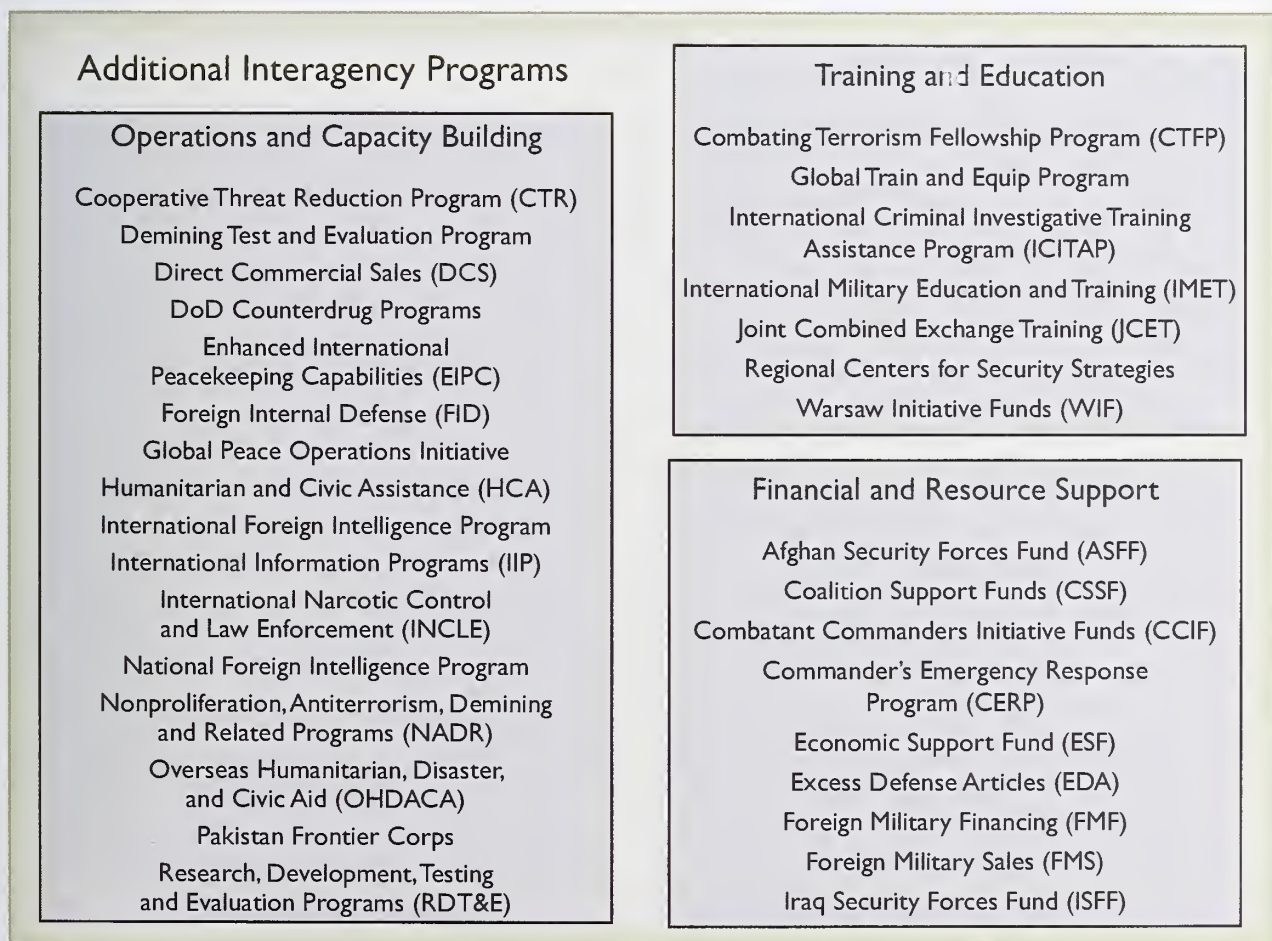 Additional Interagency Programs
Operations and Capacity Building
Cooperative Threat Reduction Program (CTR)
Demining Test and Evaluation Program
Direct Commercial Sales (DCS)
DoD Counterdrug Programs
Enhanced International
Peacekeeping Capabilities (EIPC)
Foreign Internal Defense (FID)
Global Peace Operations Initiative
Humanitarian and Civic Assistance (HCA)
International Foreign Intelligence Program
International Information Programs (IIP)
International Narcotic Control
and Law Enforcement (INCLE)
National Foreign Intelligence Program
Nonproliferation, Antiterrorism, Demining
and Related Programs (NADR)
Overseas Humanitarian, Disaster,
and Civic Aid (OHDACA)
Pakistan Frontier Corps
Research, Development, Testing
and Evaluation Programs (RDT&E)
Training and Education
Combating Terrorism Fellowship Program (CTFP)
Global Train and Equip Program
International Criminal Investigative Training
Assistance Program (ICITAP)
International Military Education and Training (IMET)
Joint Combined Exchange Training (JCET)
Regional Centers for Security Strategies
Warsaw Initiative Funds (WIF)
Financial and Resource Support
Afghan Security Forces Fund (ASFF)
Coalition Support Funds (CSSF)
Combatant Commanders Initiative Funds (CCIF)
Commander's Emergency Response
Program (CERP)
Economic Support Fund (ESF)
Excess Defense Articles (EDA)
Foreign Military Financing (FMF)
Foreign Military Sales (FMS)
Iraq Security Forces Fund (ISFF)